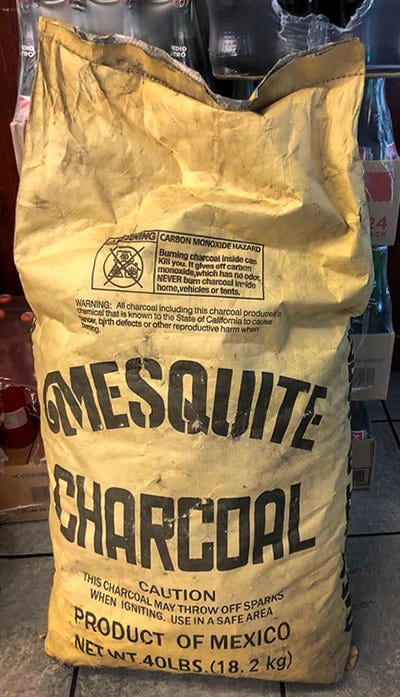 WARNING CARBON MONOXIDE HAZARD
Burning charcoal inside can
kill you. It gives off carbon
monoxide,which has no odor.
NEVER burn charcoal inside
home,vehicles or tents.
WARNING: All charcoal including this charcoal produces a
chemical that is known to the State of California to cause
cancer, birth defects or other reproductive harm when
burning.
MESQUITE
CHARCOAL
CAUTION
THIS CHARCOAL MAY THROW OFF SPARKS
WHEN IGNITING. USE IN A SAFE AREA
PRODUCT OF MEXICO
NET WT.40LBS.(18.2 kg)
MEDIO
24
PACK